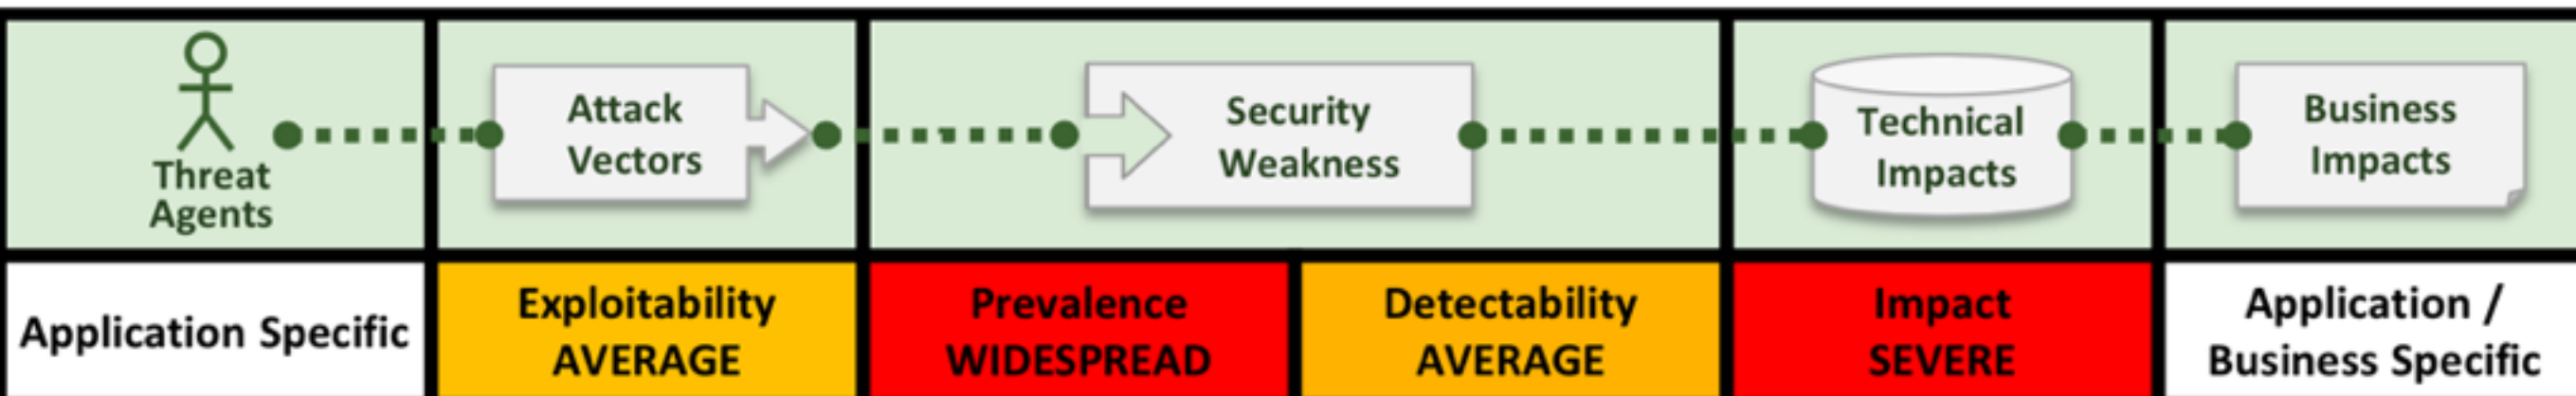 Threat
Agents
Attack
Vectors
Security
Weakness
Technical
Impacts
Business
Impacts
Application Specific
Exploitability
AVERAGE
Prevalence
WIDESPREAD
Detectability
AVERAGE
Impact
SEVERE
Application /
Business Specific